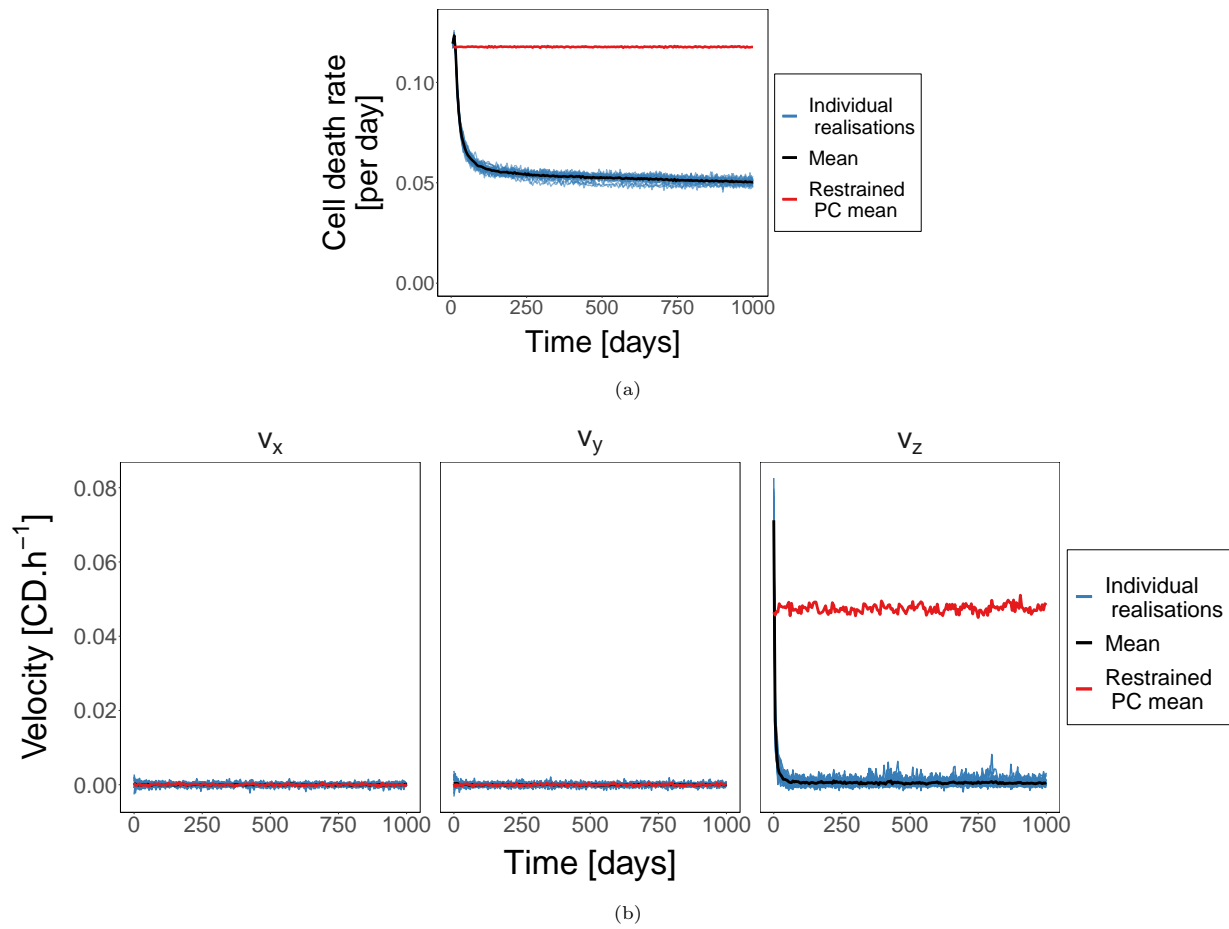 Cell death rate
[per day]
0.10
0.05
0.00
0
250
500
750
1000
Time [days]
Individual
realisations
Mean
Restrained
PC mean
(a)
vx
vy
vz
Velocity [CD.h−1]
0.08
0.06
0.04
0.02
0.00
0
250
500
750
1000
0
250
500
750
1000
0
250
500
750
1000
Time [days]
Individual
realisations
Mean
Restrained
PC mean
(b)